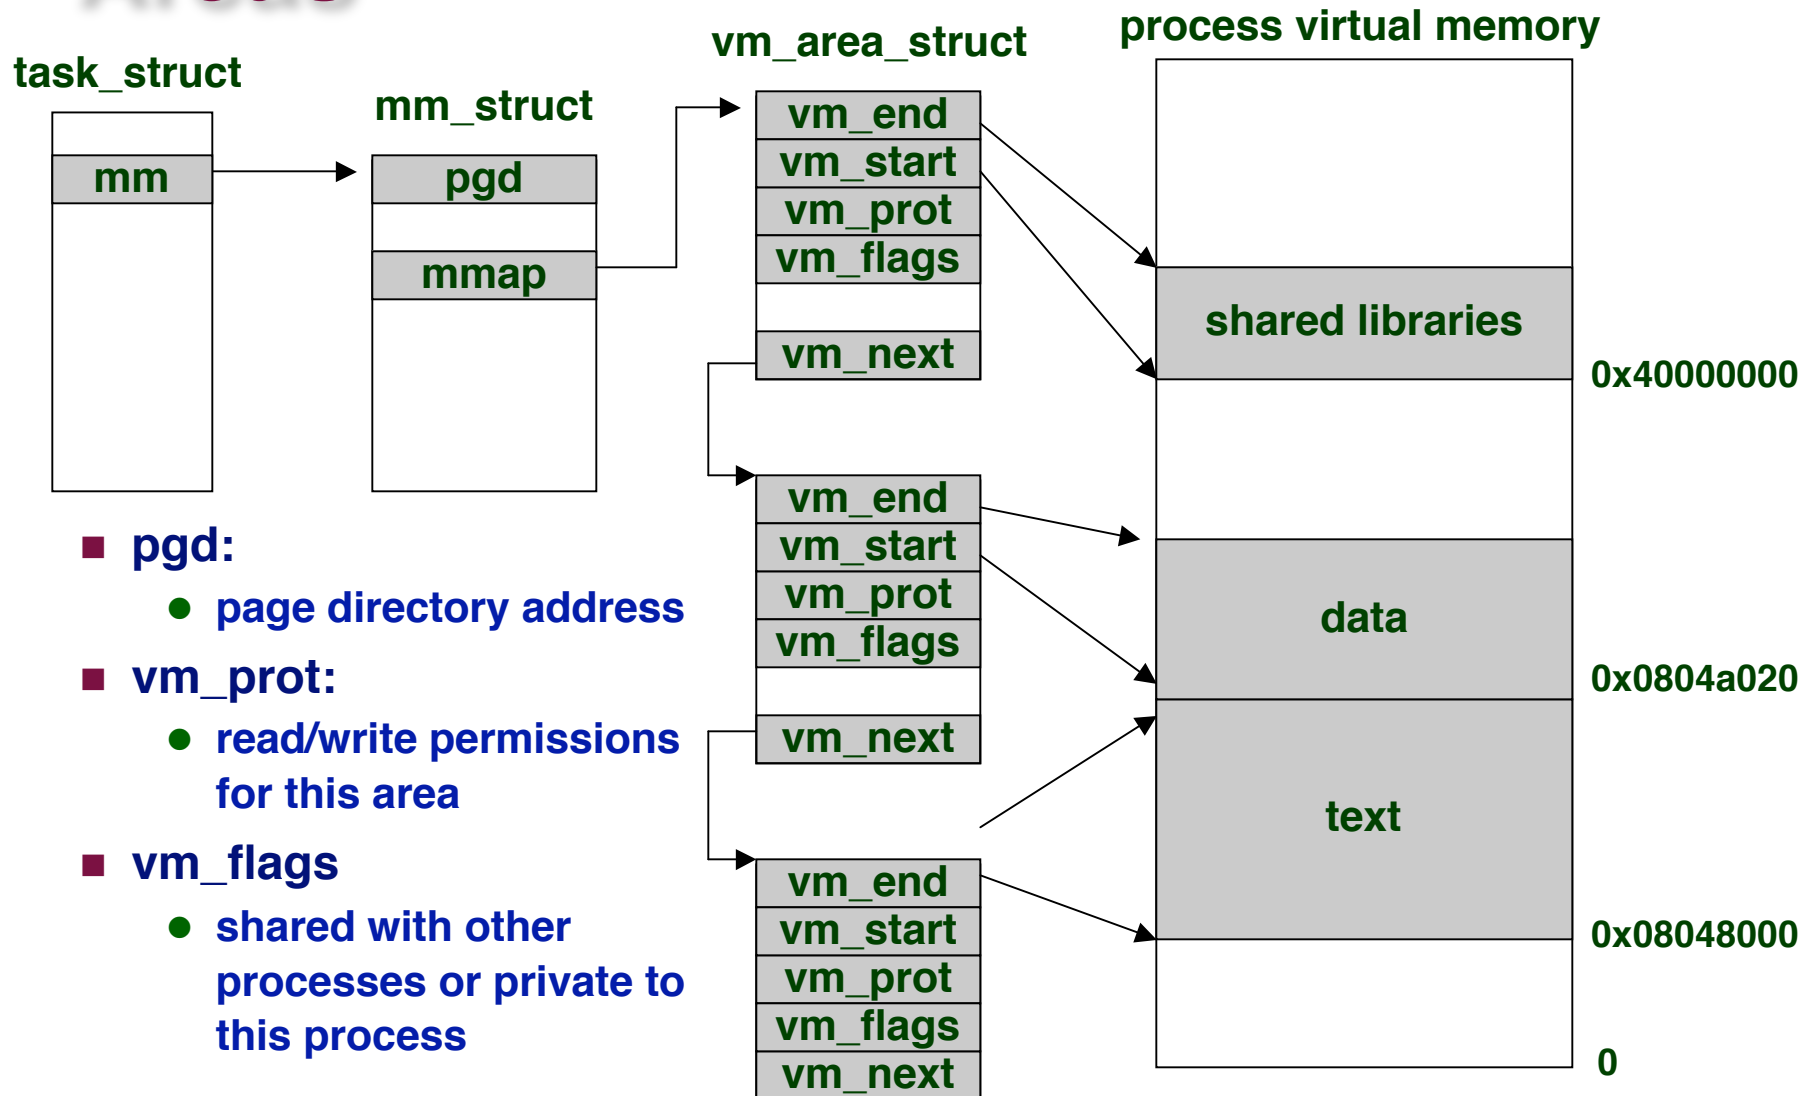 Areas
task_struct
mm
mm_struct
pgd
mmap
vm_area_struct
vm_end
vm_start
vm_prot
vm_flags
vm_next
vm_end
vm_start
vm_prot
vm_flags
vm_next
vm_end
vm_start
vm_prot
vm_flags
vm_next
process virtual memory
shared libraries
0x40000000
data
0x0804a020
text
0x08048000
0
pgd:
page directory address
vm_prot:
read/write permissions
for this area
vm_flags
shared with other
processes or private to
this process